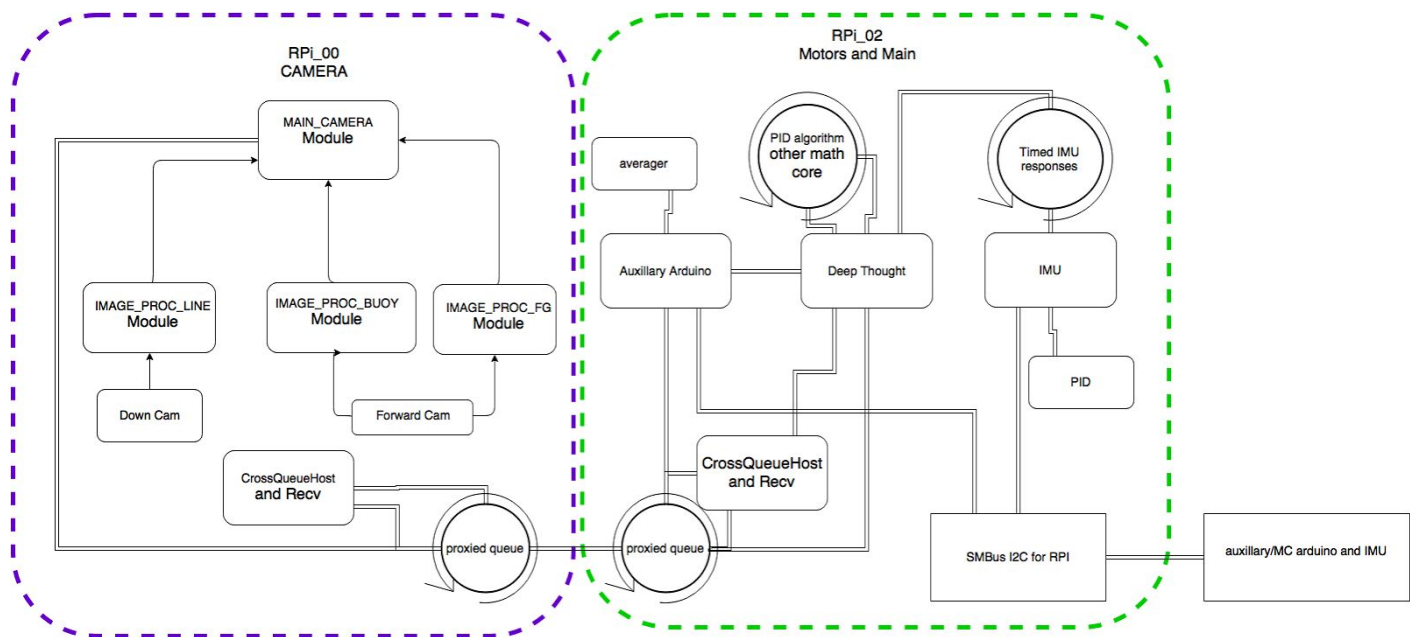 RPi_00
CAMERA
MAIN_CAMERA
Module
IMAGE_PROC_LINE
Module
IMAGE_PROC_BUOY
Module
IMAGE_PROC_FG
Module
Down Cam
Forward Cam
CrossQueueHost
and Recv
proxied queue
RPi_02
Motors and Main
averager
PID algorithm
other math
core
Timed IMU
responses
Auxillary Arduino
Deep Thought
IMU
PID
CrossQueueHost
and Recv
proxied queue
SMBus I2C for RPI
auxillary/MC arduino and IMU